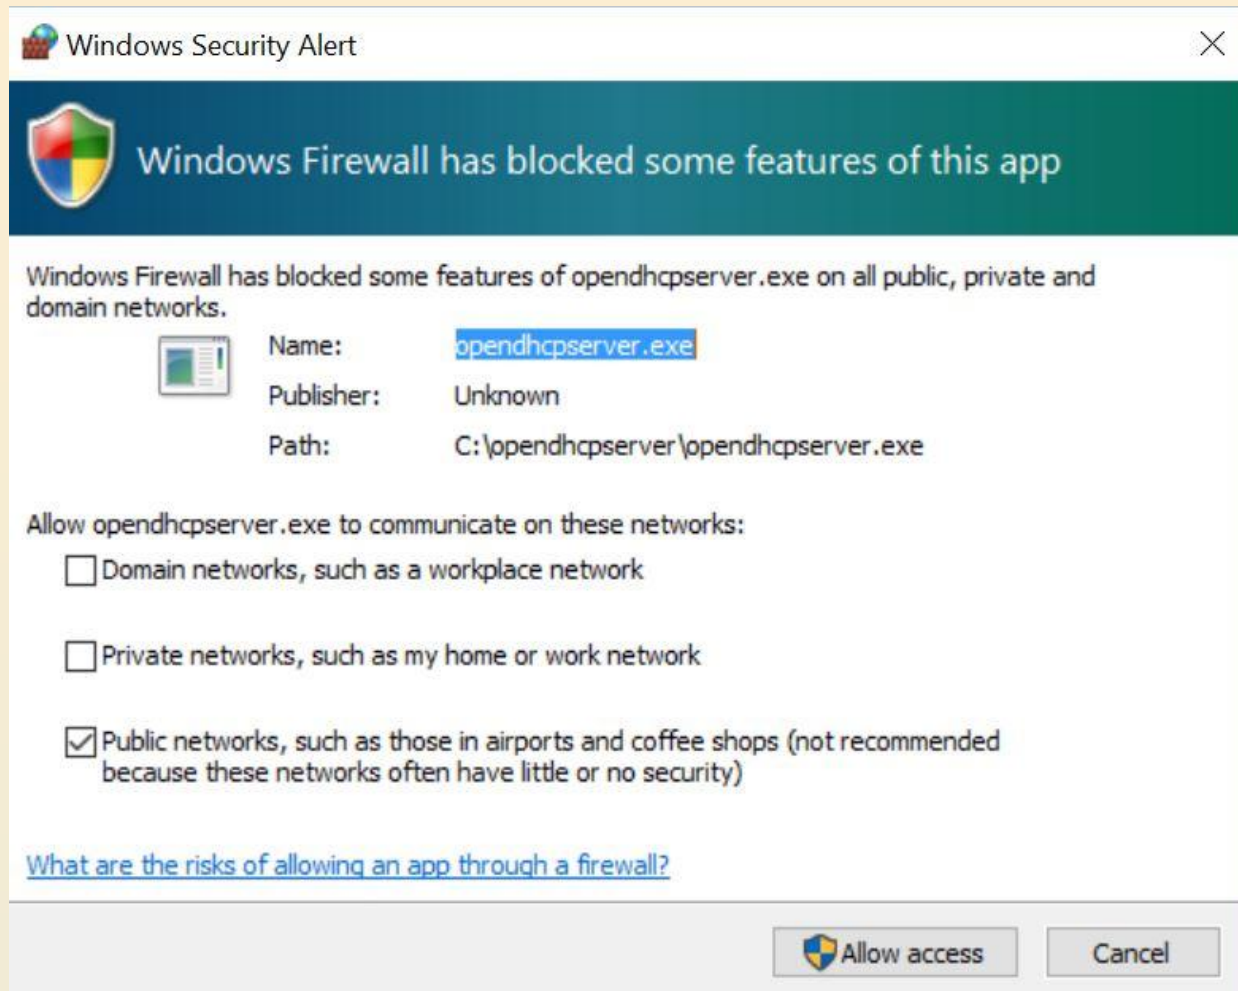 Windows Security Alert
Windows Firewall has blocked some features of this app
Windows Firewall has blocked some features of opendhcpserver.exe on all public, private and
domain networks.
Name: opendhcpserver.exe
Publisher: Unknown
Path: C:\opendhcpserver\opendhcpserver.exe
Allow opendhcpserver.exe to communicate on these networks:
Domain networks, such as a workplace network
Private networks, such as my home or work network
Public networks, such as those in airports and coffee shops (not recommended
because these networks often have little or no security)
What are the risks of allowing an app through a firewall?
Allow access Cancel